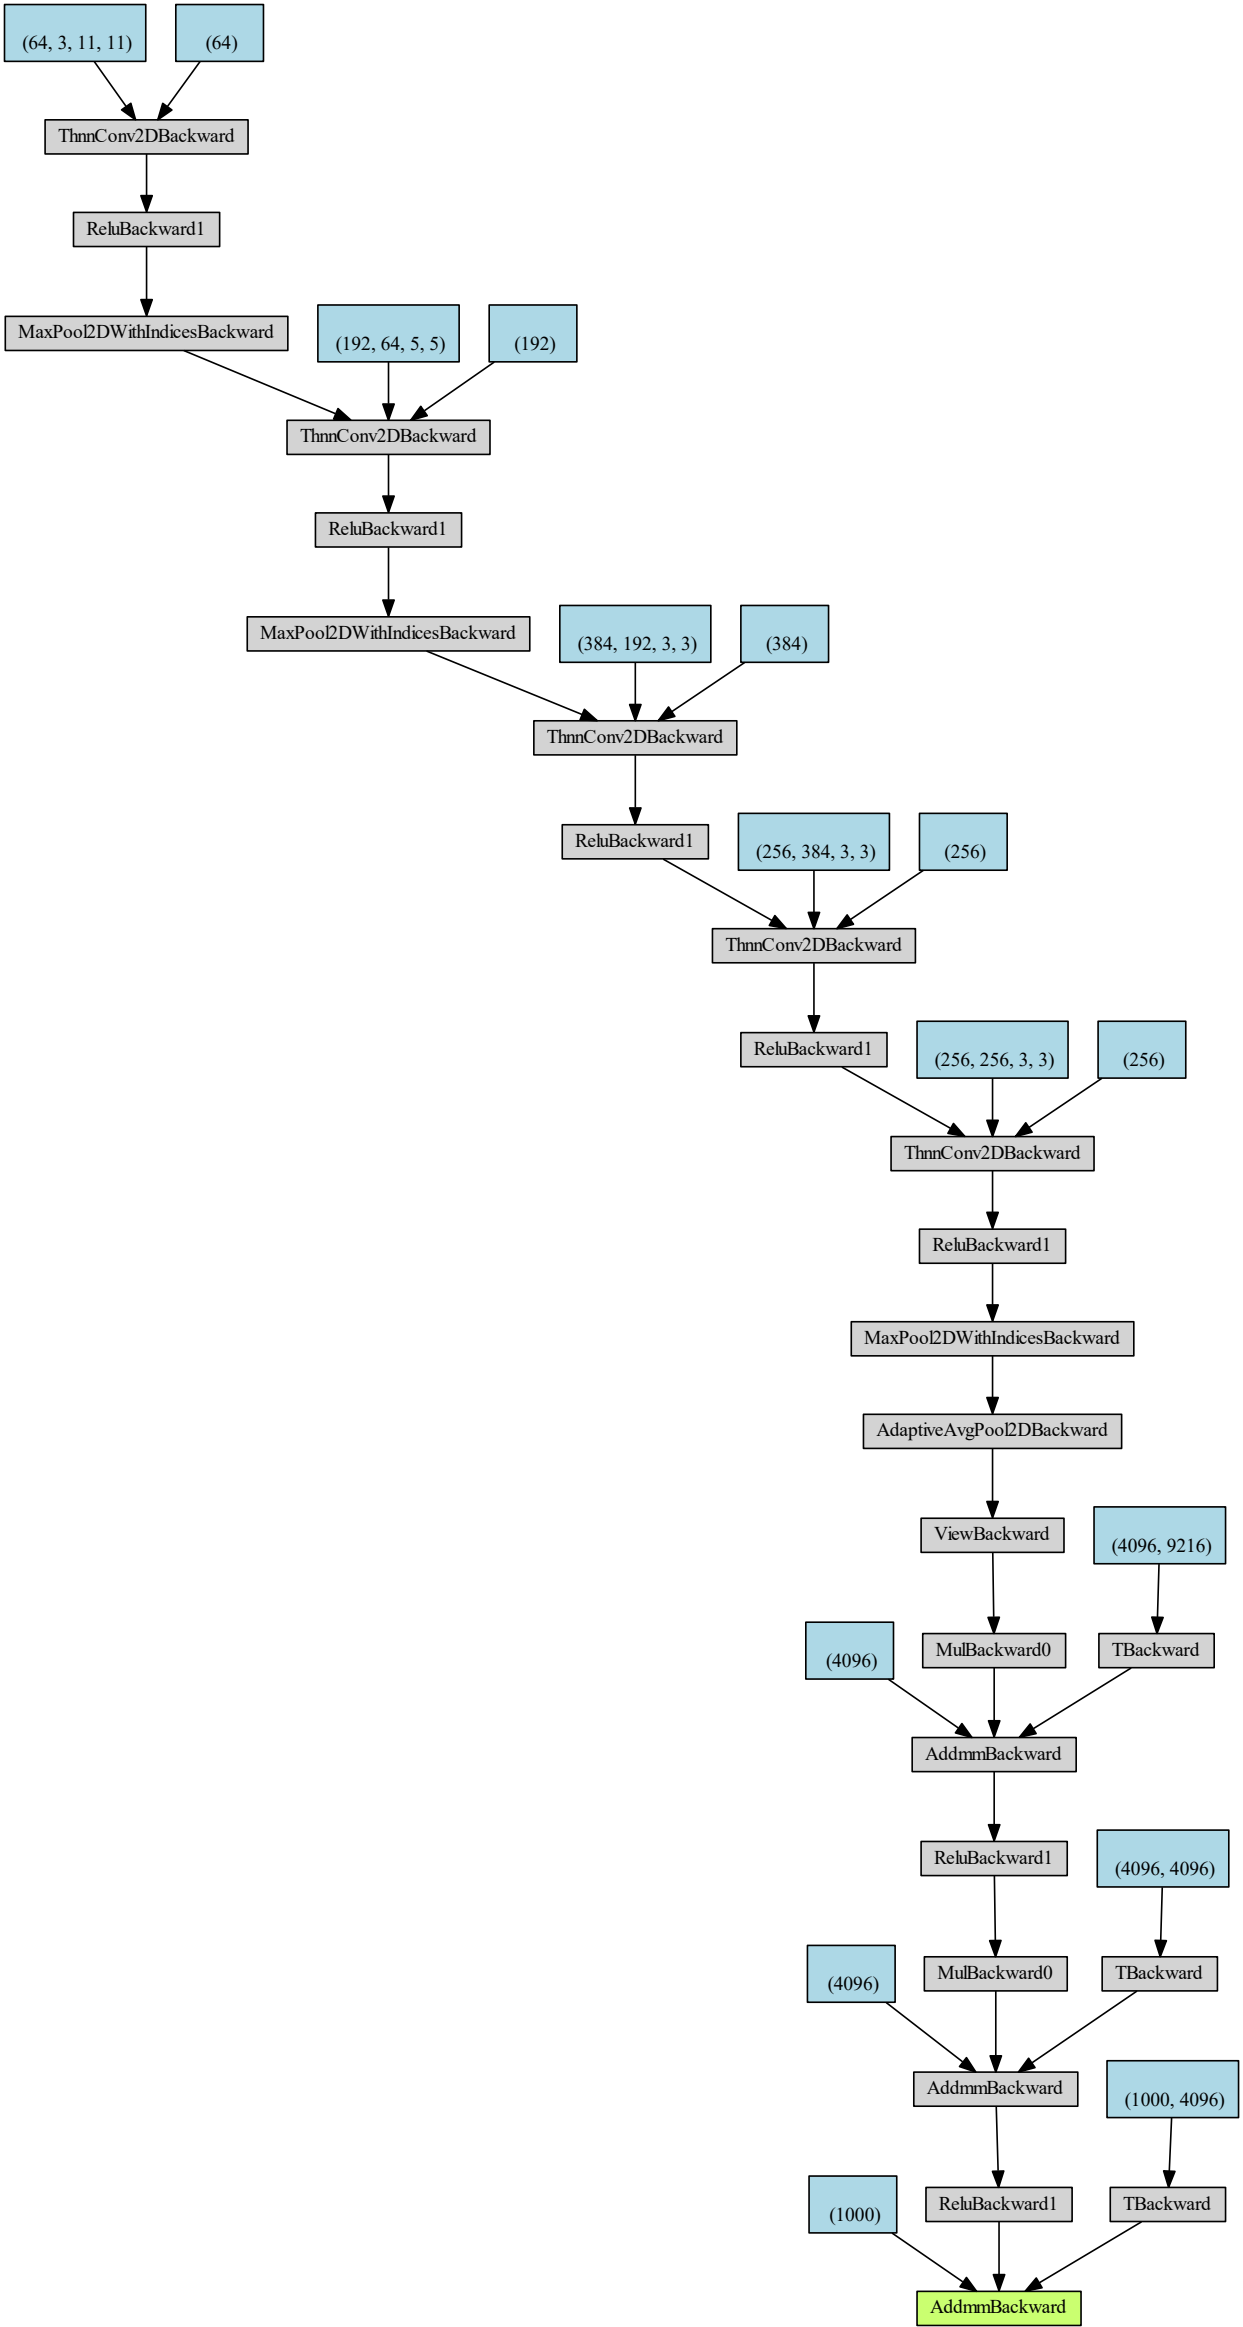 (64, 3, 11, 11)
(64)
ThnnConv2DBackward
ReluBackward1
MaxPool2DWithIndicesBackward
(192, 64, 5, 5)
(192)
ThnnConv2DBackward
ReluBackward1
MaxPool2DWithIndicesBackward
(384, 192, 3, 3)
(384)
ThnnConv2DBackward
ReluBackward1
(256, 384, 3, 3)
(256)
ThnnConv2DBackward
ReluBackward1
(256, 256, 3, 3)
(256)
ThnnConv2DBackward
ReluBackward1
MaxPool2DWithIndicesBackward
AdaptiveAvgPool2DBackward
ViewBackward
(4096, 9216)
(4096)
MulBackward0
TBackward
AddmmBackward
ReluBackward1
(4096, 4096)
(4096)
MulBackward0
TBackward
AddmmBackward
(1000, 4096)
(1000)
ReluBackward1
TBackward
AddmmBackward